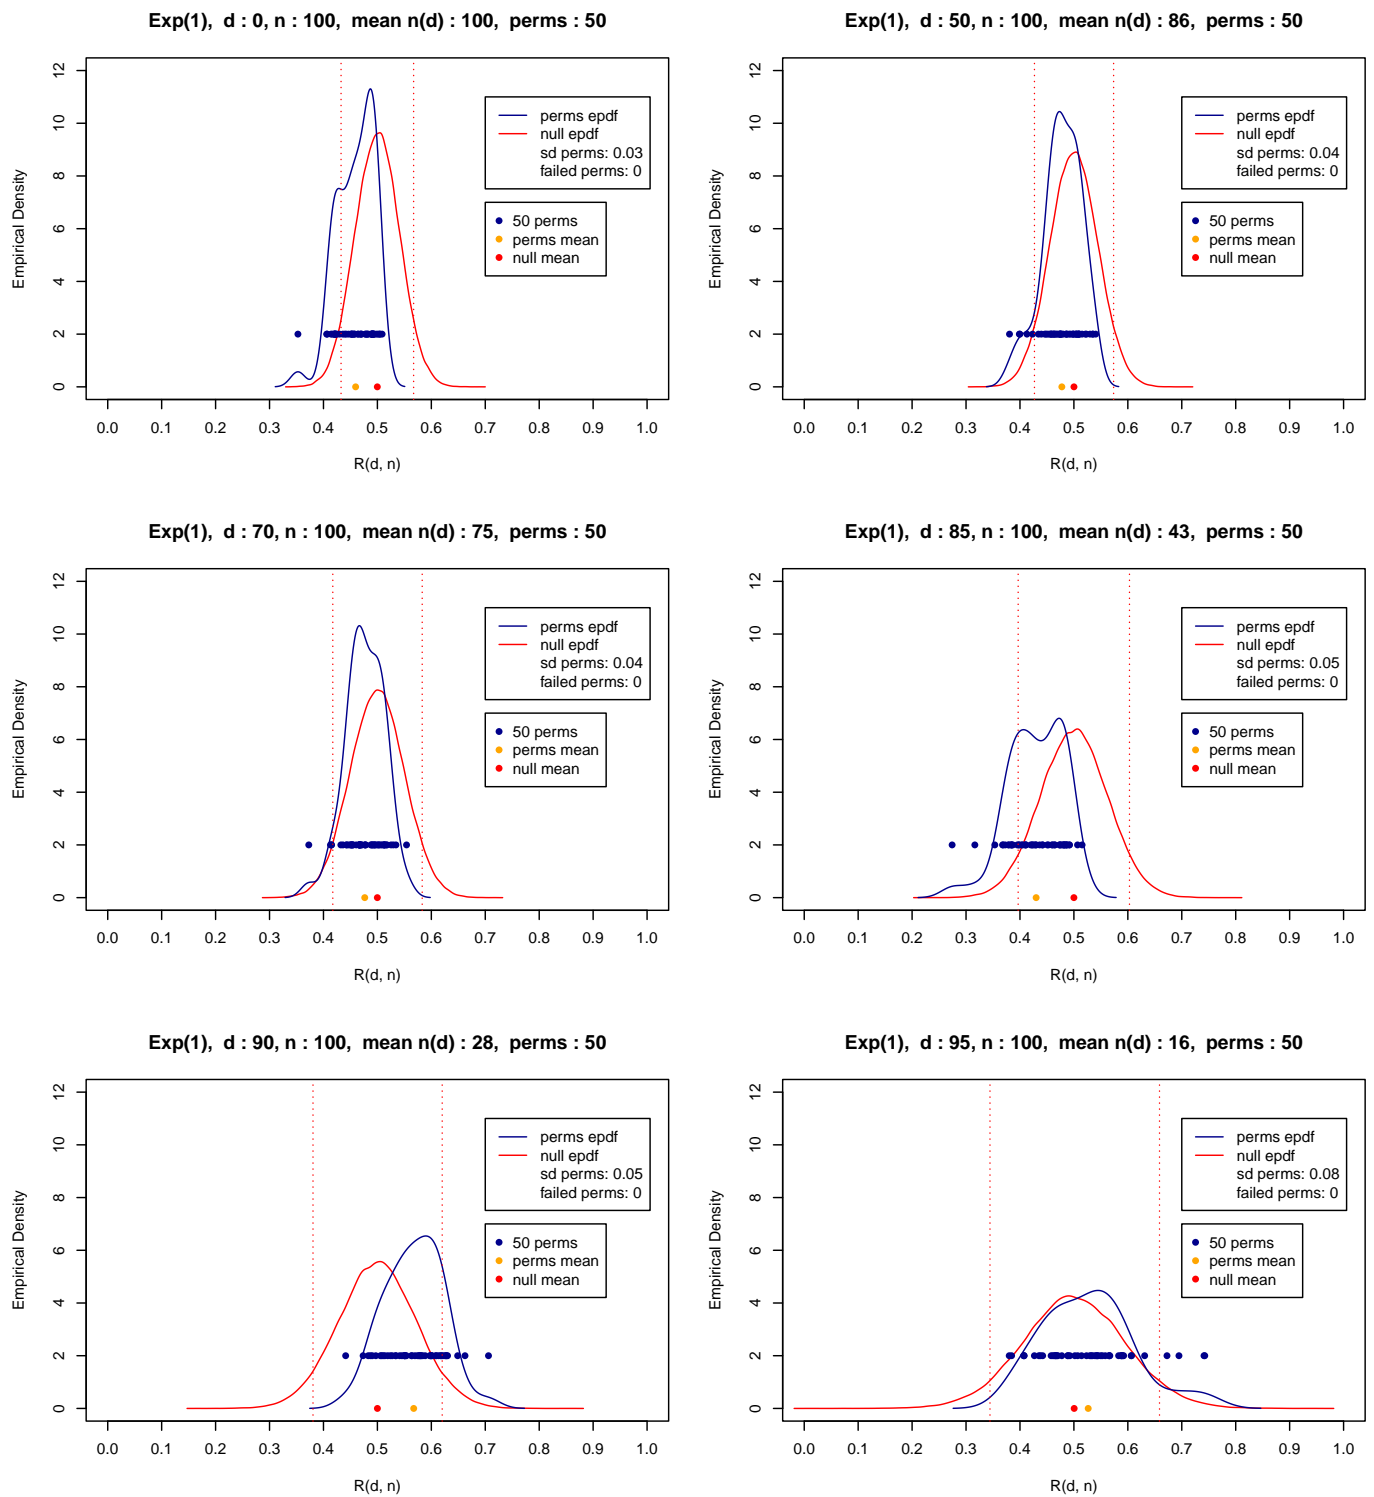 Exp(1), d : 0, n : 100, mean n(d) : 100, perms : 50
12
10
8
6
4
2
0
Empirical Density
perms epdf
null epdf
sd perms: 0.03
failed perms: 0
50 perms
perms mean
null mean
0.0 0.1 0.2 0.3 0.4 0.5 0.6 0.7 0.8 0.9 1.0
R(d, n)
Exp(1), d : 50, n : 100, mean n(d) : 86, perms : 50
12
10
8
6
4
2
0
Empirical Density
perms epdf
null epdf
sd perms: 0.04
failed perms: 0
50 perms
perms mean
null mean
0.0 0.1 0.2 0.3 0.4 0.5 0.6 0.7 0.8 0.9 1.0
R(d, n)
Exp(1), d : 70, n : 100, mean n(d) : 75, perms : 50
12
10
8
6
4
2
0
Empirical Density
perms epdf
null epdf
sd perms: 0.04
failed perms: 0
50 perms
perms mean
null mean
0.0 0.1 0.2 0.3 0.4 0.5 0.6 0.7 0.8 0.9 1.0
R(d, n)
Exp(1), d : 85, n : 100, mean n(d) : 43, perms : 50
12
10
8
6
4
2
0
Empirical Density
perms epdf
null epdf
sd perms: 0.05
failed perms: 0
50 perms
perms mean
null mean
0.0 0.1 0.2 0.3 0.4 0.5 0.6 0.7 0.8 0.9 1.0
R(d, n)
Exp(1), d : 90, n : 100, mean n(d) : 28, perms : 50
12
10
8
6
4
2
0
Empirical Density
perms epdf
null epdf
sd perms: 0.05
failed perms: 0
50 perms
perms mean
null mean
0.0 0.1 0.2 0.3 0.4 0.5 0.6 0.7 0.8 0.9 1.0
R(d, n)
Exp(1), d : 95, n : 100, mean n(d) : 16, perms : 50
12
10
8
6
4
2
0
Empirical Density
perms epdf
null epdf
sd perms: 0.08
failed perms: 0
50 perms
perms mean
null mean
0.0 0.1 0.2 0.3 0.4 0.5 0.6 0.7 0.8 0.9 1.0
R(d, n)